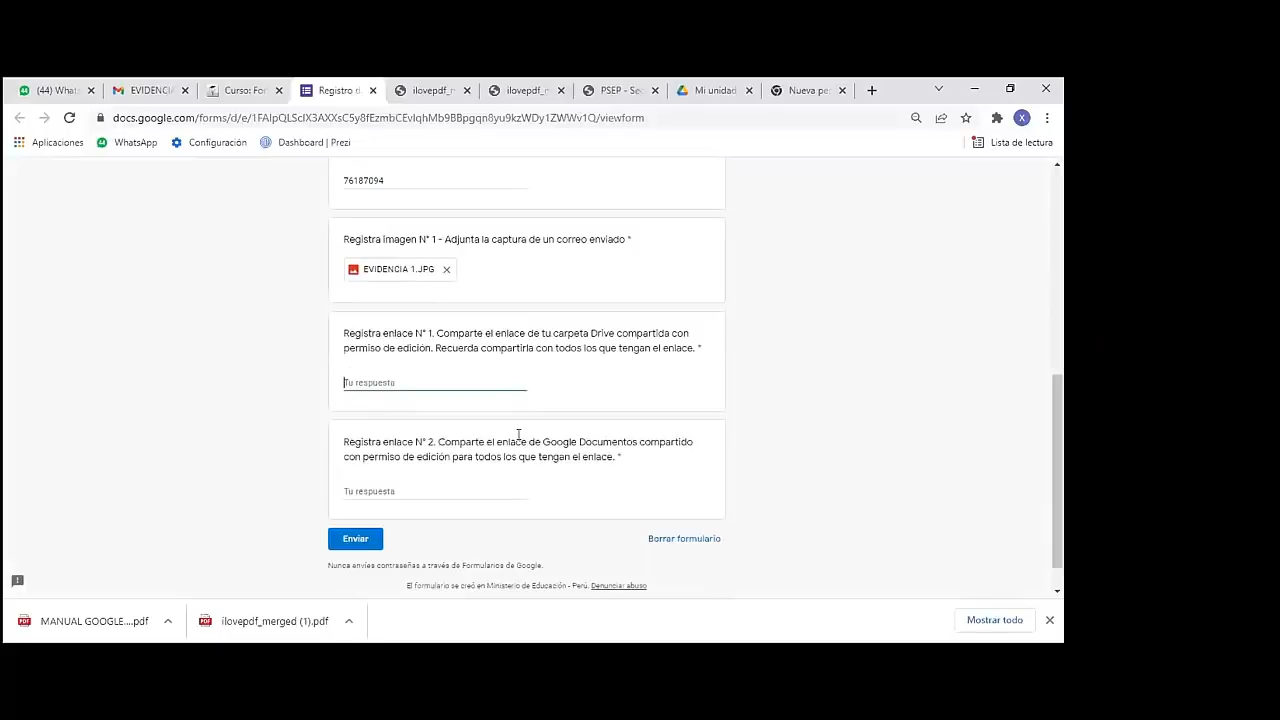 (44) Whats
EVIDENCI
Curso: For
Registro d
ilovepdf_m
ilovepdf_m
PSEP - Sec
Mi unidad
Nueva pe
docs.google.com/forms/d/e/1FAIpQLSclX3AXXsC5y8fEzmbCEvIqhMb9BBpgqn8yu9kzWDy1ZWWv1Q/viewform
X
Aplicaciones
WhatsApp
Configuración
Dashboard | Prezi
Lista de lectura
76187094
Registra imagen N° 1 - Adjunta la captura de un correo enviado *
EVIDENCIA 1.JPG
Registra enlace N° 1. Comparte el enlace de tu carpeta Drive compartida con
permiso de edición. Recuerda compartirla con todos los que tengan el enlace. *
Tu respuesta
Registra enlace N° 2. Comparte el enlace de Google Documentos compartido
con permiso de edición para todos los que tengan el enlace. *
Tu respuesta
Enviar
Borrar formulario
Nunca envíes contraseñas a través de Formularios de Google.
El formulario se creó en Ministerio de Educación - Perú. Denunciar abuso
MANUAL GOOGLE....pdf
ilovepdf_merged (1).pdf
Mostrar todo